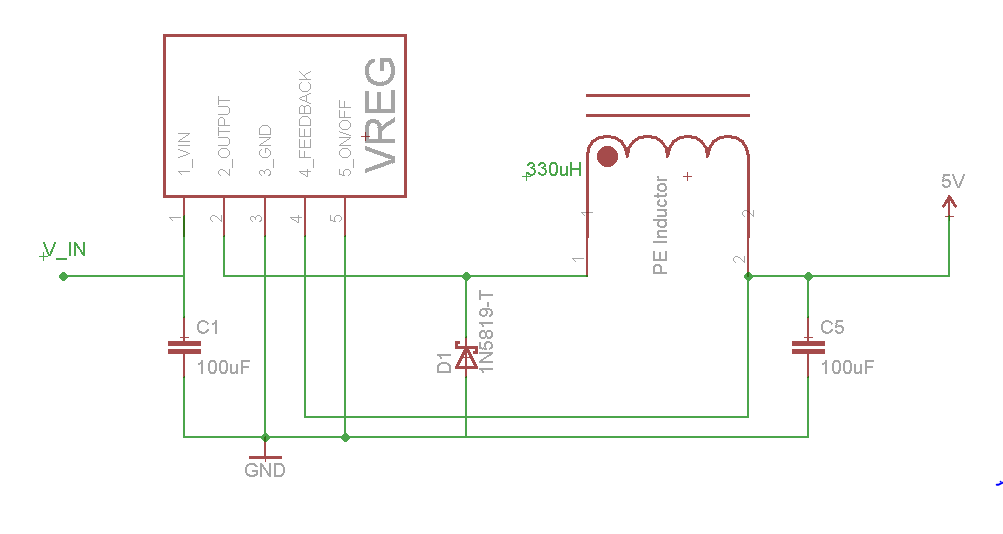 VREG
1_VIN
2_OUTPUT
3_GND
4_FEEDBACK
5_ON/OFF
1
2
3
4
5
V_IN
C1
100uF
GND
D1
1N5819-T
330uH
PE Inductor
1
1
2
2
C5
100uF
5V